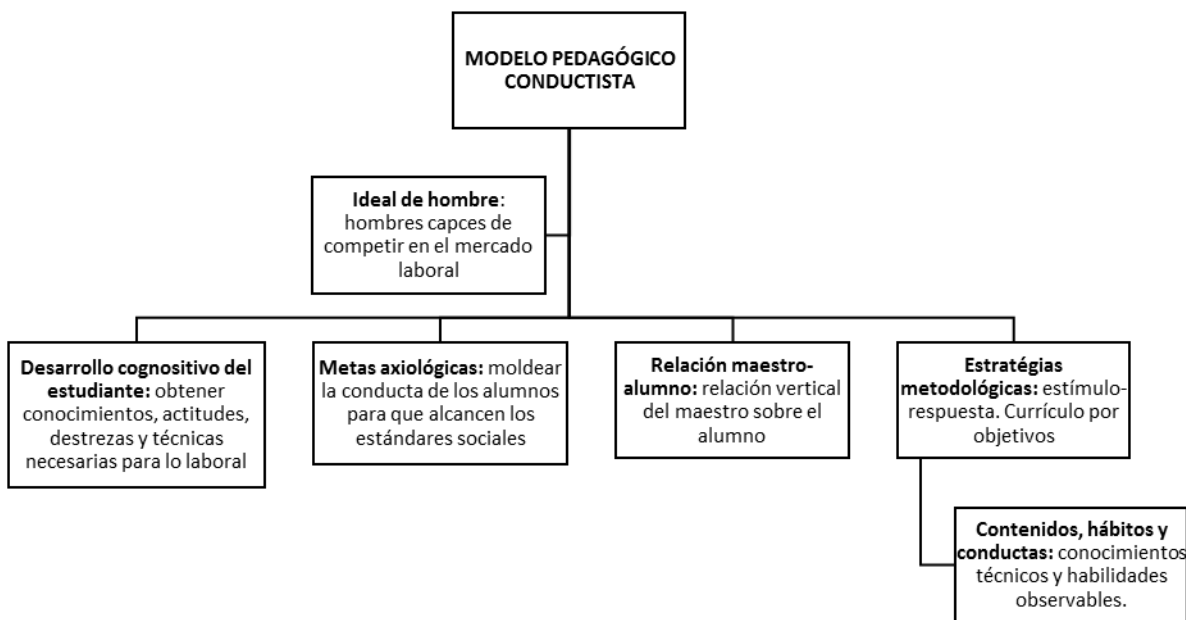 MODELO PEDAGÓGICO
CONDUCTISTA
Ideal de hombre:
hombres capces de
competir en el mercado
laboral
Desarrollo cognositivo del
estudiante: obtener
conocimientos, actitudes,
destrezas y técnicas
necesarias para lo laboral
Metas axiológicas: moldear
la conducta de los alumnos
para que alcancen los
estándares sociales
Relación maestro-
alumno: relación vertical
del maestro sobre el
alumno
Estratégias
metodológicas: estímulo-
respuesta. Currículo por
objetivos
Contenidos, hábitos y
conductas: conocimientos
técnicos y habilidades
observables.